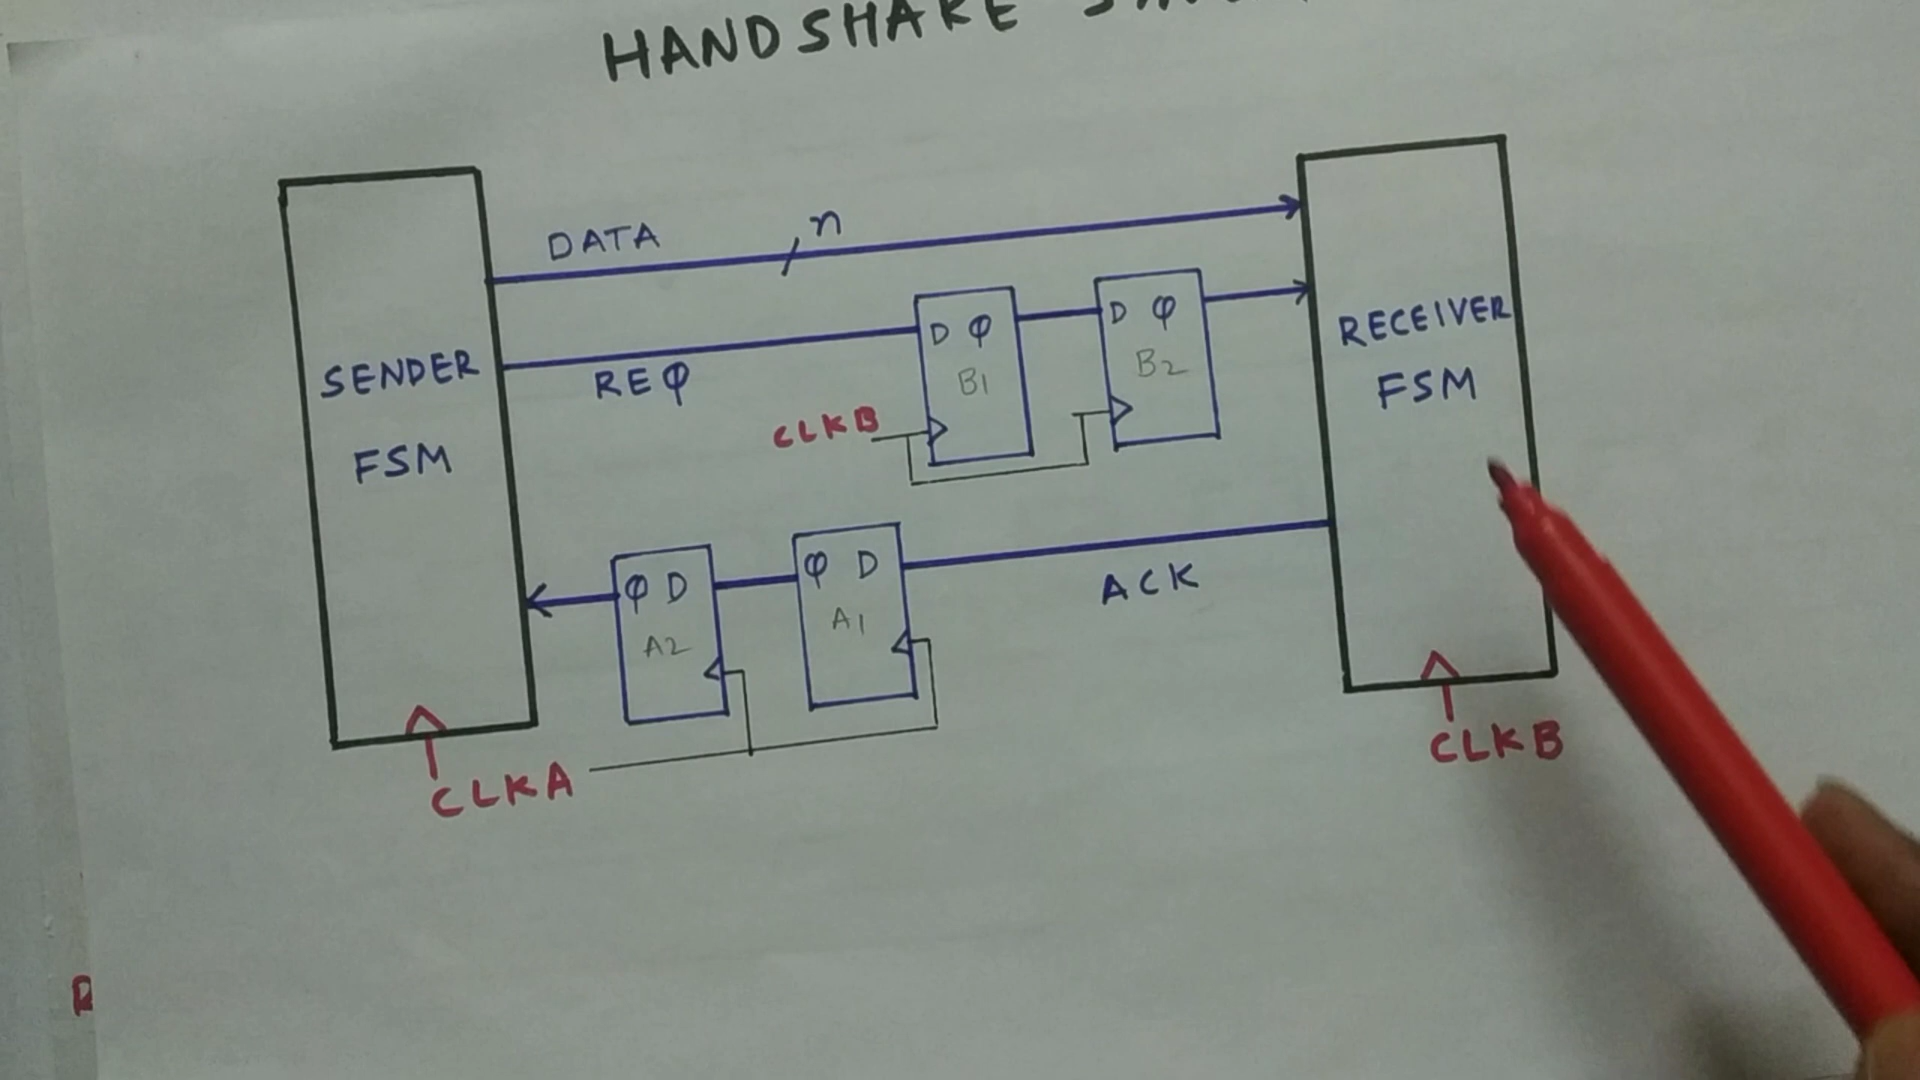 HANDSHAKE
DATA
n
REQ
SENDER
FSM
D Q
B1
D Q
B2
CLKB
RECEIVER
FSM
Q D
A2
Q D
A1
ACK
CLKA
CLKB